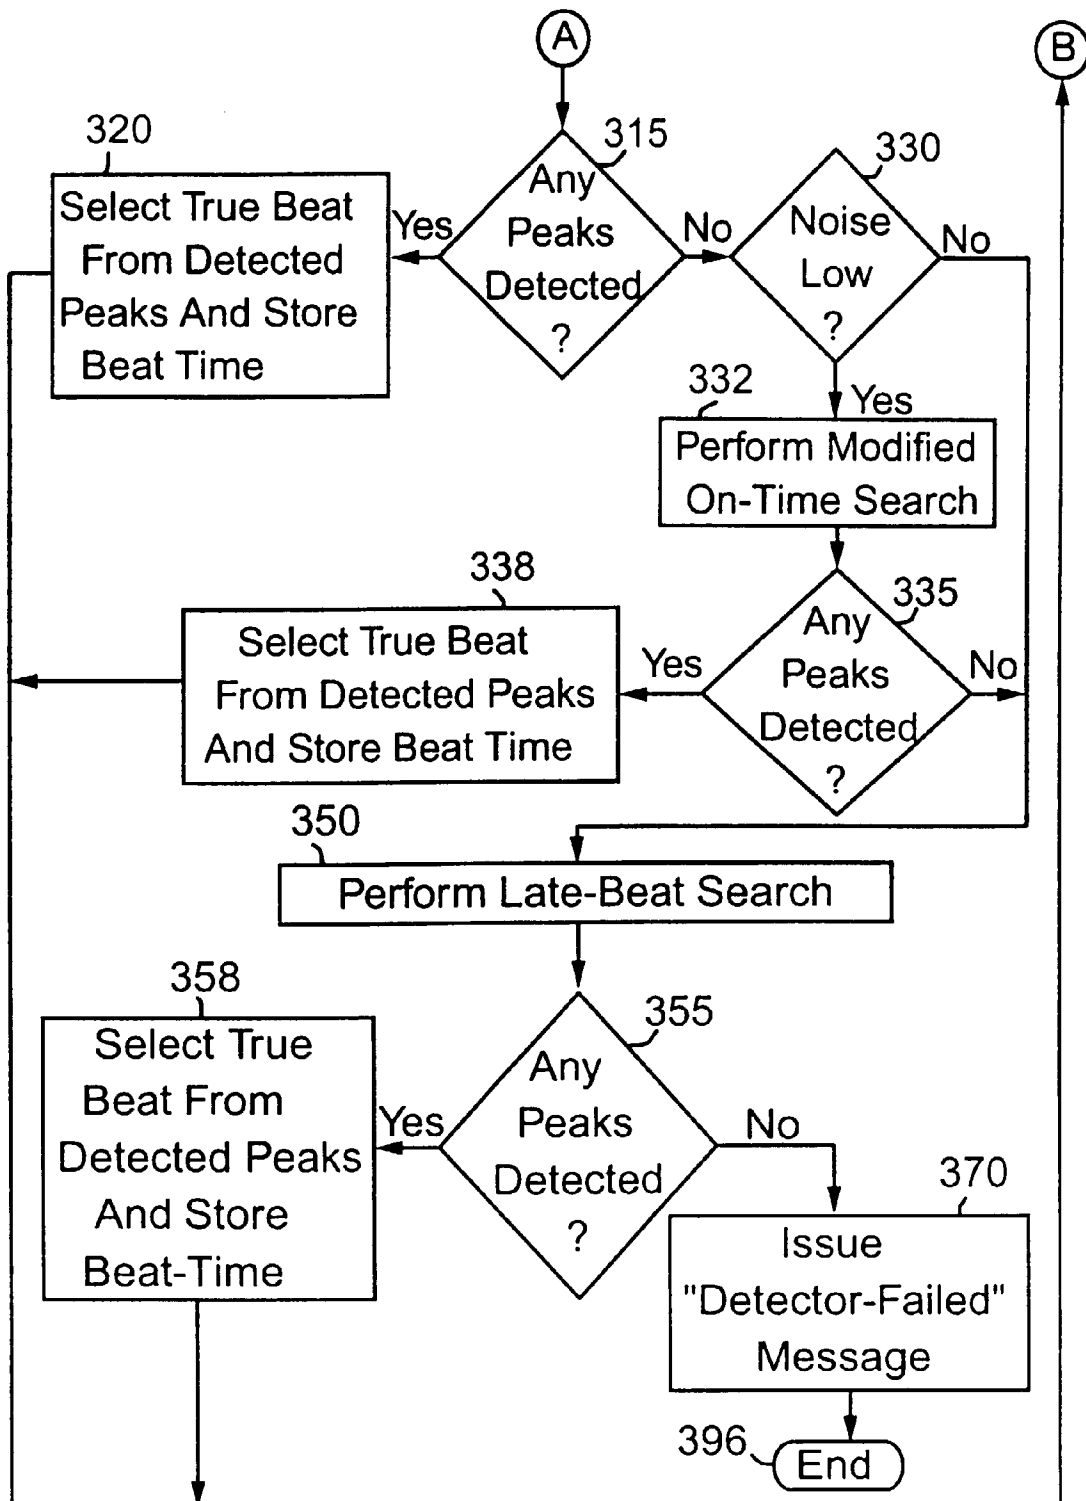 A
B
320
315
330
Select True Beat
From Detected
Peaks And Store
Beat Time
Yes
Any
Peaks
Detected
?
No
Noise
Low
?
No
332
Yes
Perform Modified
On-Time Search
338
335
Select True Beat
From Detected Peaks
And Store Beat Time
Yes
Any
Peaks
Detected
?
No
350
Perform Late-Beat Search
358
355
Select True
Beat From
Detected Peaks
And Store
Beat-Time
Yes
Any
Peaks
Detected
?
No
370
Issue
"Detector-Failed"
Message
396
End